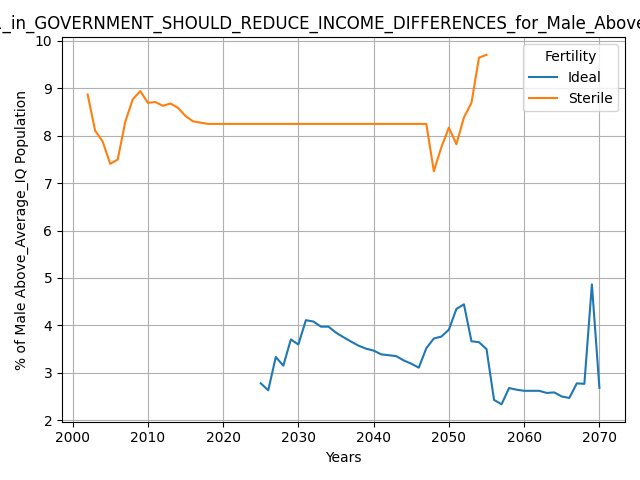 _in_GOVERNMENT_SHOULD_REDUCE_INCOME_DIFFERENCES_for_Male_Above
10
9
8
7
6
5
4
3
2
% of Male Above_Average_IQ Population
Fertility
Ideal
Sterile
2000 2010 2020 2030 2040 2050 2060 2070
Years